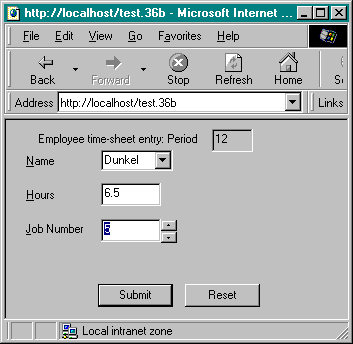 http://localhost/test.36b - Microsoft Internet ...
File Edit View Go Favorites Help
Back Forward Stop Refresh Home
Address http://localhost/test.36b Links
Employee time-sheet entry: Period 12
Name Dunkel
Hours 6.5
Job Number 5
Submit Reset
Local intranet zone